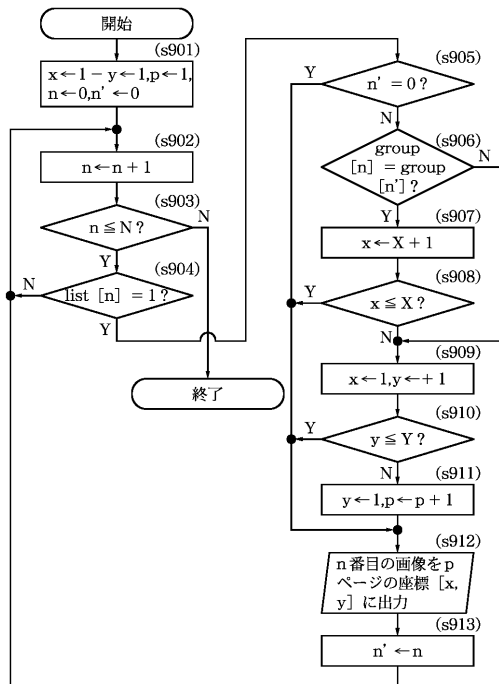 開始
(s901)
x←1－y←1,p←1,
n←0,n'←0
(s902)
n←n＋1
(s903)
n≦N？
N
Y
(s904)
N
list［n］＝1？
Y
終了
(s905)
Y
n'＝0？
N
(s906)
group
［n］＝group
［n'］？
N
Y
(s907)
x←X＋1
(s908)
Y
x≦X？
N
(s909)
x←1,y←＋1
(s910)
Y
y≦Y？
N
(s911)
y←1,p←p＋1
(s912)
n番目の画像をp
ページの座標［x,
y］に出力
(s913)
n'←n